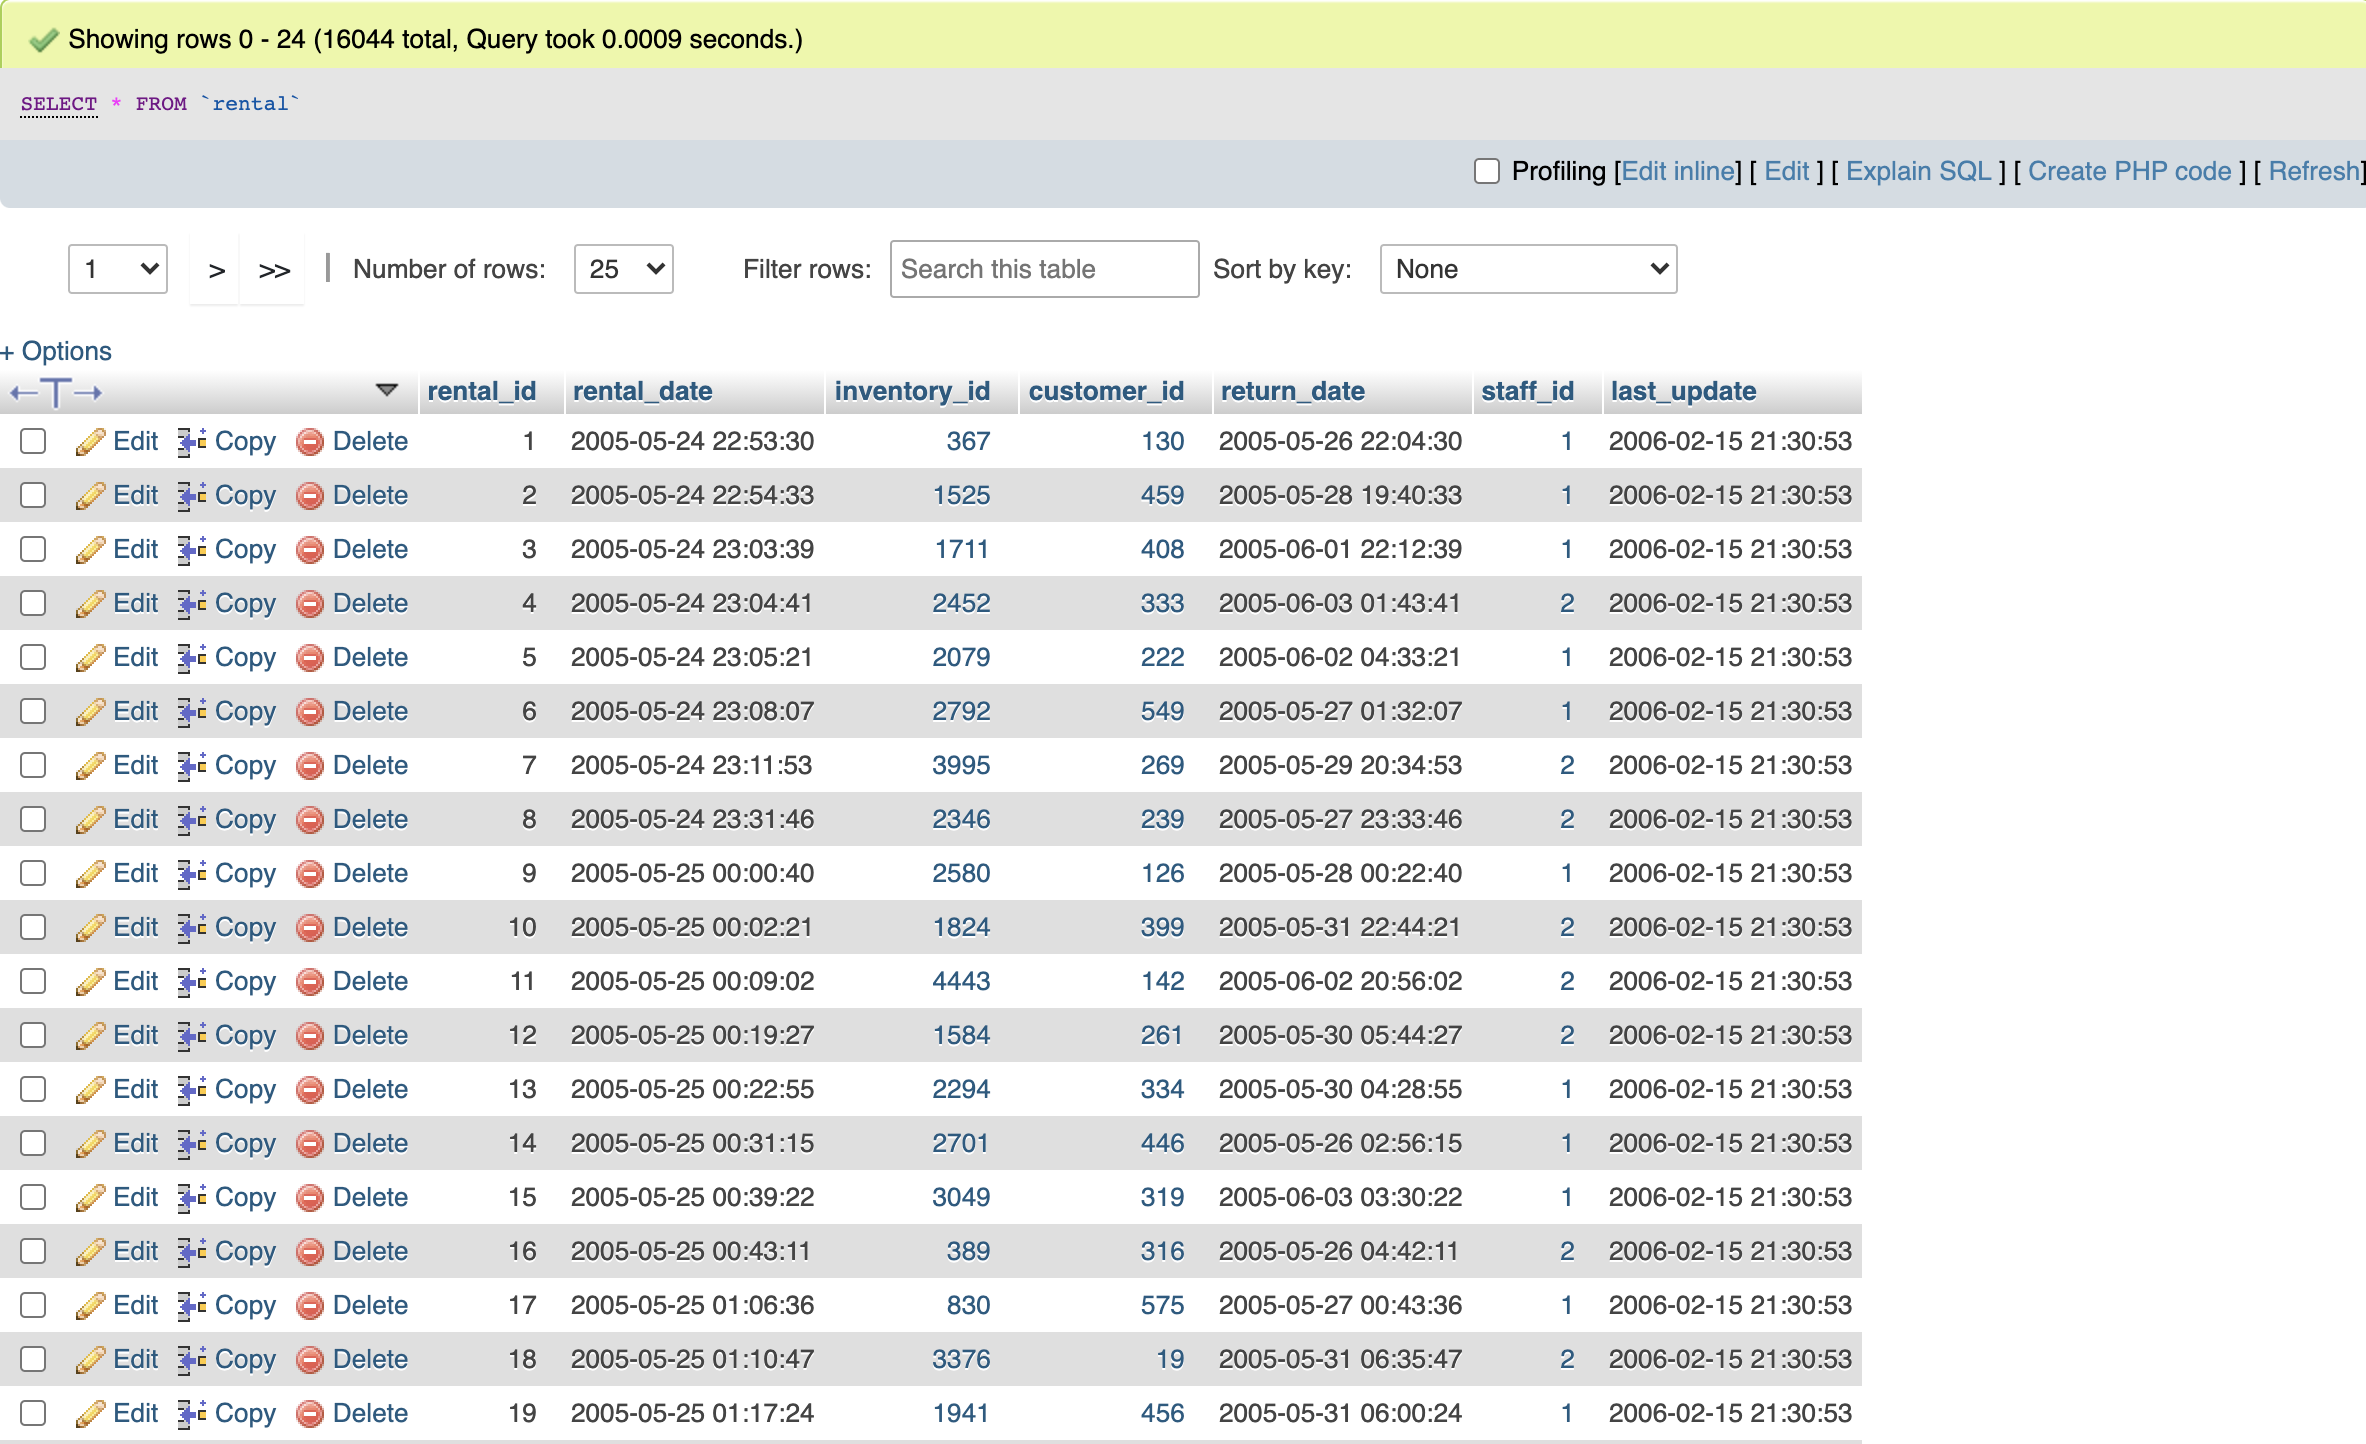 Showing rows 0 - 24 (16044 total, Query took 0.0009 seconds.)
SELECT * FROM `rental`
Profiling [Edit inline] [ Edit ] [ Explain SQL ] [ Create PHP code ] [ Refresh]
1 > >> | Number of rows: 25 Filter rows: Search this table Sort by key: None
+ Options
←T→ rental_id rental_date inventory_id customer_id return_date staff_id last_update
Edit Copy Delete 1 2005-05-24 22:53:30 367 130 2005-05-26 22:04:30 1 2006-02-15 21:30:53
Edit Copy Delete 2 2005-05-24 22:54:33 1525 459 2005-05-28 19:40:33 1 2006-02-15 21:30:53
Edit Copy Delete 3 2005-05-24 23:03:39 1711 408 2005-06-01 22:12:39 1 2006-02-15 21:30:53
Edit Copy Delete 4 2005-05-24 23:04:41 2452 333 2005-06-03 01:43:41 2 2006-02-15 21:30:53
Edit Copy Delete 5 2005-05-24 23:05:21 2079 222 2005-06-02 04:33:21 1 2006-02-15 21:30:53
Edit Copy Delete 6 2005-05-24 23:08:07 2792 549 2005-05-27 01:32:07 1 2006-02-15 21:30:53
Edit Copy Delete 7 2005-05-24 23:11:53 3995 269 2005-05-29 20:34:53 2 2006-02-15 21:30:53
Edit Copy Delete 8 2005-05-24 23:31:46 2346 239 2005-05-27 23:33:46 2 2006-02-15 21:30:53
Edit Copy Delete 9 2005-05-25 00:00:40 2580 126 2005-05-28 00:22:40 1 2006-02-15 21:30:53
Edit Copy Delete 10 2005-05-25 00:02:21 1824 399 2005-05-31 22:44:21 2 2006-02-15 21:30:53
Edit Copy Delete 11 2005-05-25 00:09:02 4443 142 2005-06-02 20:56:02 2 2006-02-15 21:30:53
Edit Copy Delete 12 2005-05-25 00:19:27 1584 261 2005-05-30 05:44:27 2 2006-02-15 21:30:53
Edit Copy Delete 13 2005-05-25 00:22:55 2294 334 2005-05-30 04:28:55 1 2006-02-15 21:30:53
Edit Copy Delete 14 2005-05-25 00:31:15 2701 446 2005-05-26 02:56:15 1 2006-02-15 21:30:53
Edit Copy Delete 15 2005-05-25 00:39:22 3049 319 2005-06-03 03:30:22 1 2006-02-15 21:30:53
Edit Copy Delete 16 2005-05-25 00:43:11 389 316 2005-05-26 04:42:11 2 2006-02-15 21:30:53
Edit Copy Delete 17 2005-05-25 01:06:36 830 575 2005-05-27 00:43:36 1 2006-02-15 21:30:53
Edit Copy Delete 18 2005-05-25 01:10:47 3376 19 2005-05-31 06:35:47 2 2006-02-15 21:30:53
Edit Copy Delete 19 2005-05-25 01:17:24 1941 456 2005-05-31 06:00:24 1 2006-02-15 21:30:53